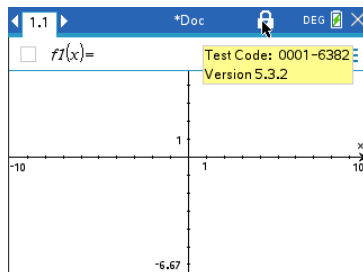 1.1 *Doc DEG
f1(x)=
Test Code: 0001-6382
Version 5.3.2
1 x
-10 1 10
-6.67